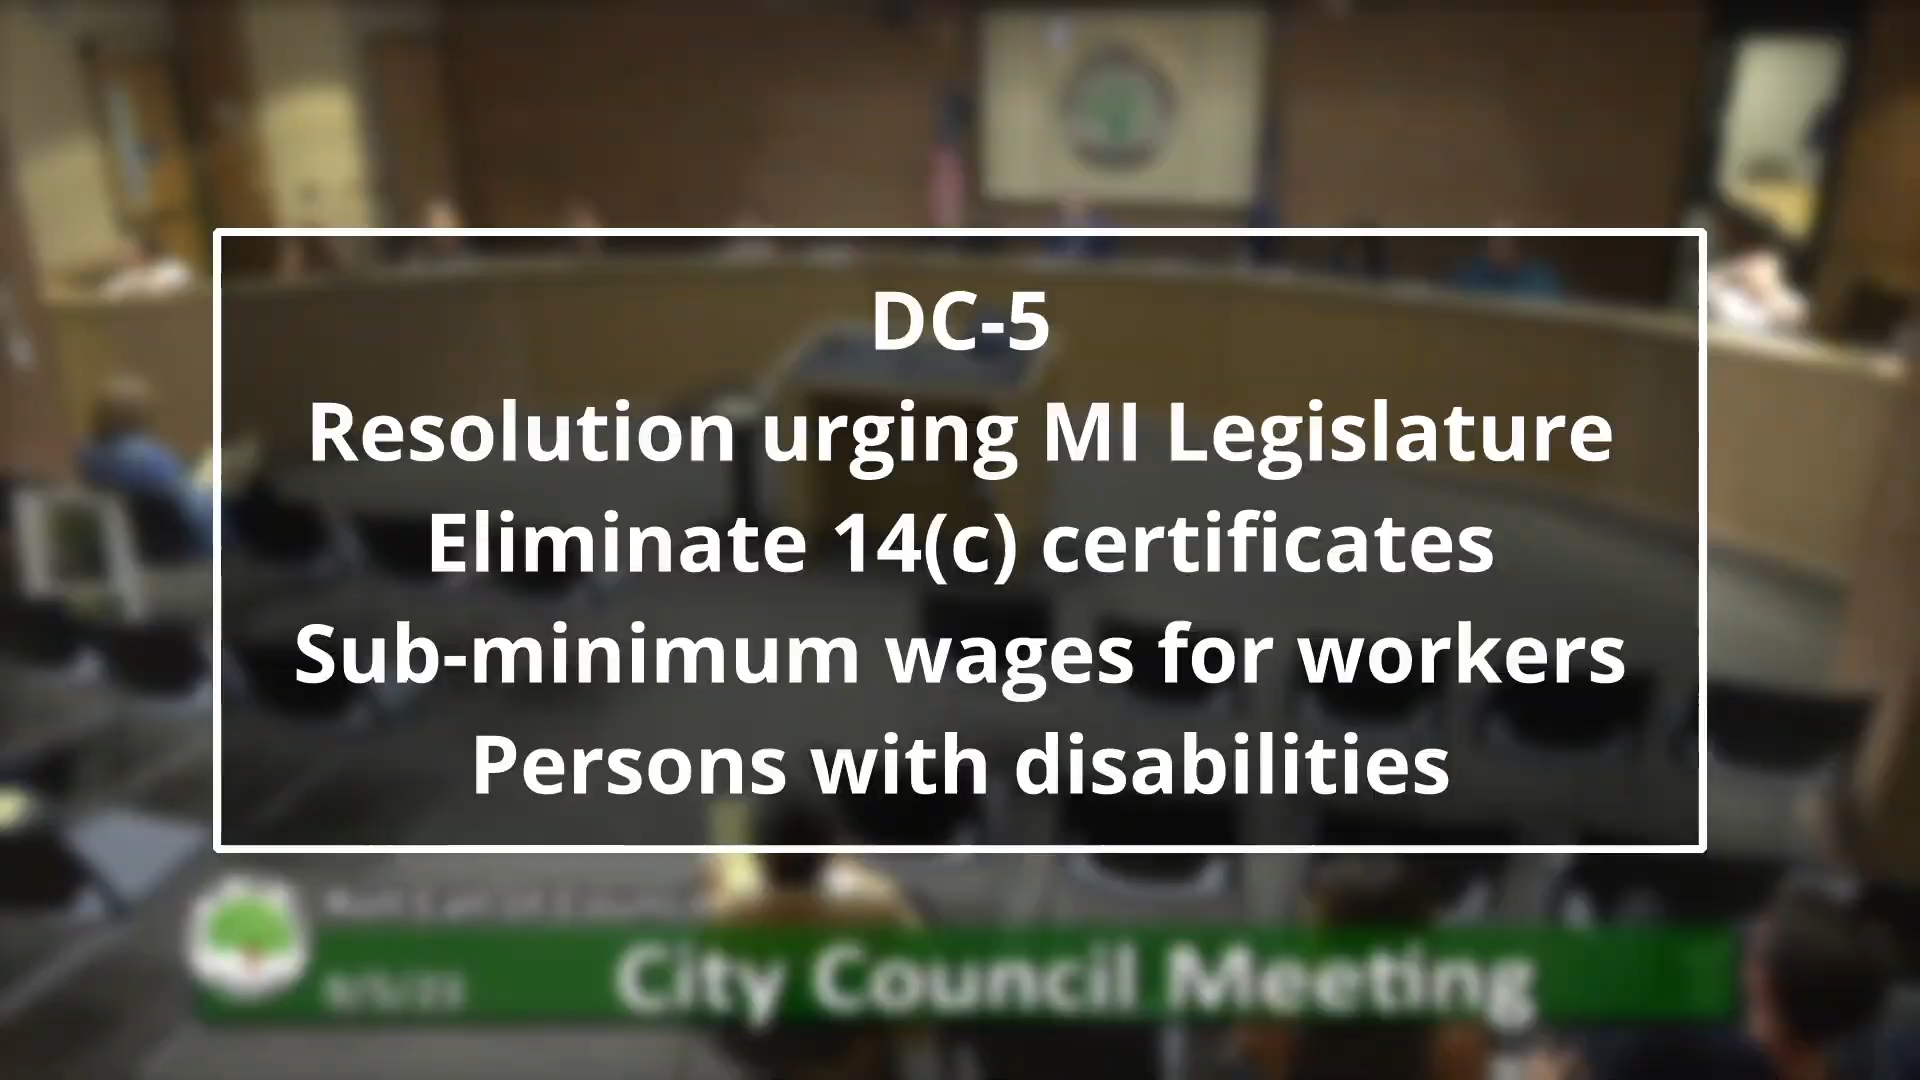 DC-5
Resolution urging MI Legislature
Eliminate 14(c) certificates
Sub-minimum wages for workers
Persons with disabilities
City Council Meeting